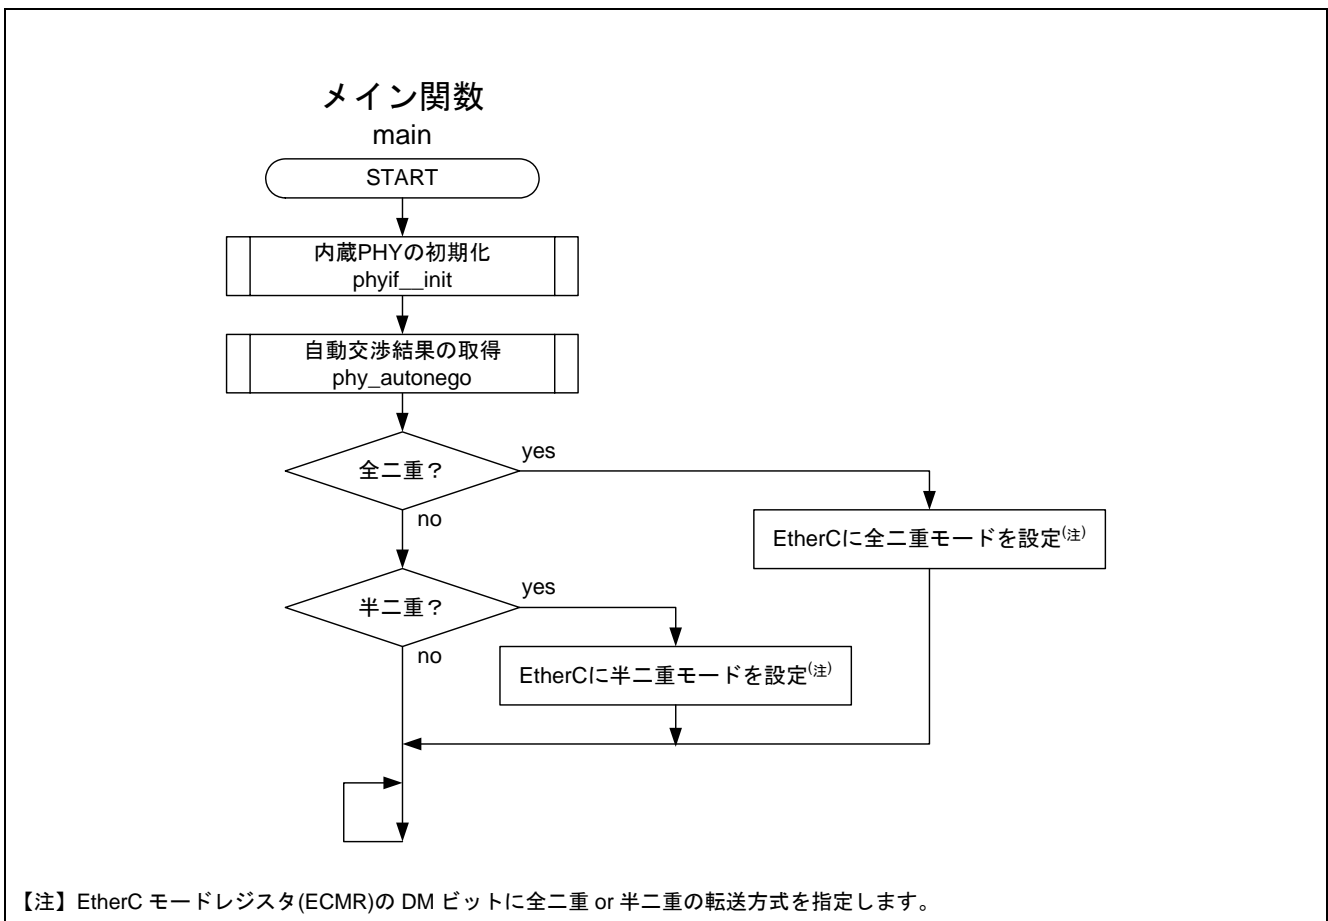 メイン関数
main
START
内蔵PHYの初期化
phyif__init
自動交渉結果の取得
phy_autonego
全二重？
yes
no
EtherCに全二重モードを設定(注)
半二重？
yes
no
EtherCに半二重モードを設定(注)
【注】EtherC モードレジスタ(ECMR)の DM ビットに全二重 or 半二重の転送方式を指定します。